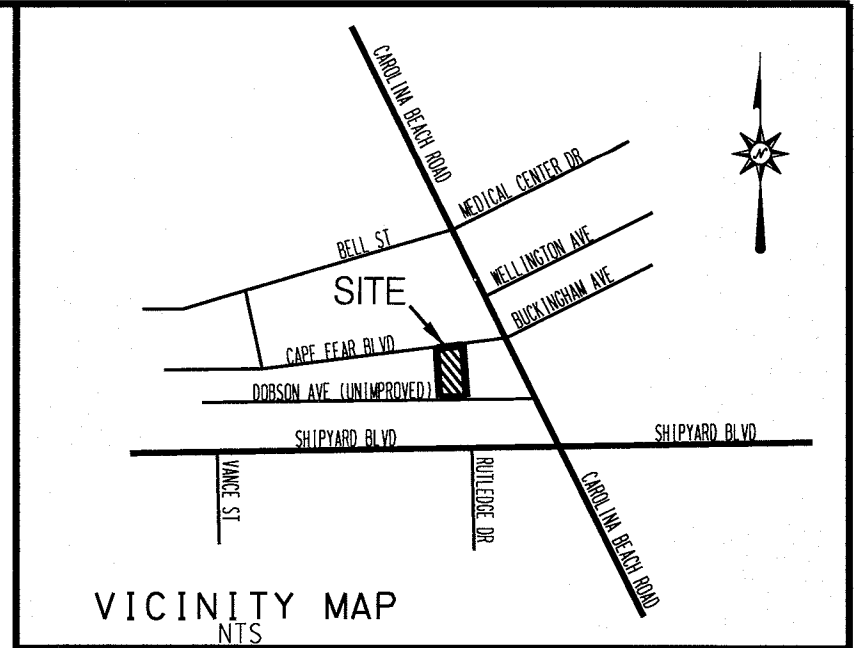 CAROLINA BEACH ROAD
MEDICAL CENTER DR
BELL ST
WELLINGTON AVE
N
SITE
BUCKINGHAM AVE
CAPE FEAR BLVD
DOBSON AVE (UNIMPROVED)
SHIPYARD BLVD
SHIPYARD BLVD
VANCE ST
RUTLEDGE DR
CAROLINA BEACH ROAD
VICINITY MAP
NTS